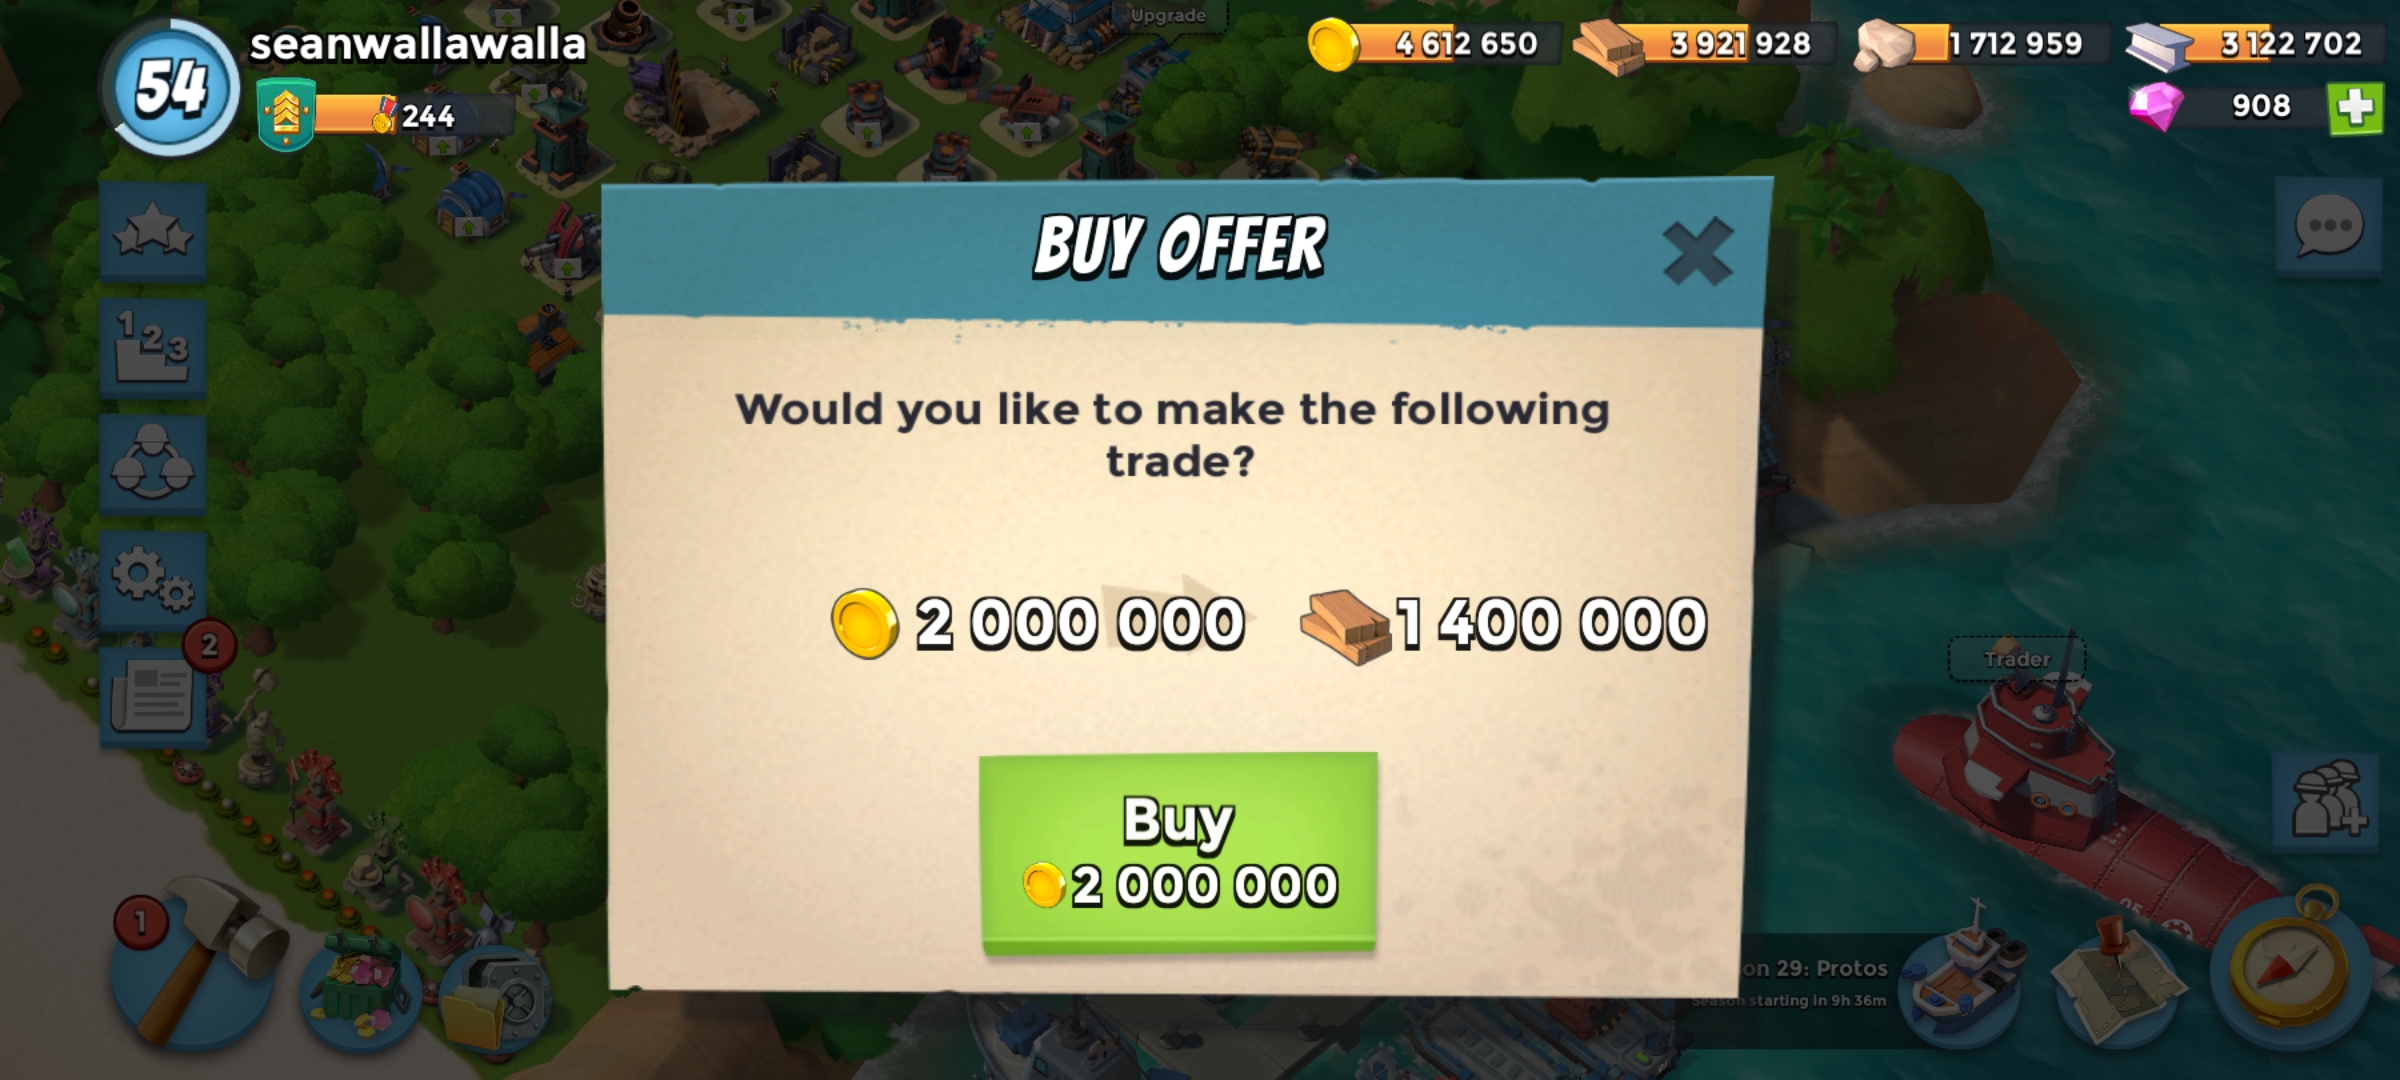 Upgrade
54
seanwallawalla
244
4 612 650
3 921 928
1 712 959
3 122 702
908
BUY OFFER
Would you like to make the following
trade?
2 000 000
1 400 000
Buy
2 000 000
1 2 3
2
1
Trader
on 29: Protos
Season starting in 9h 36m